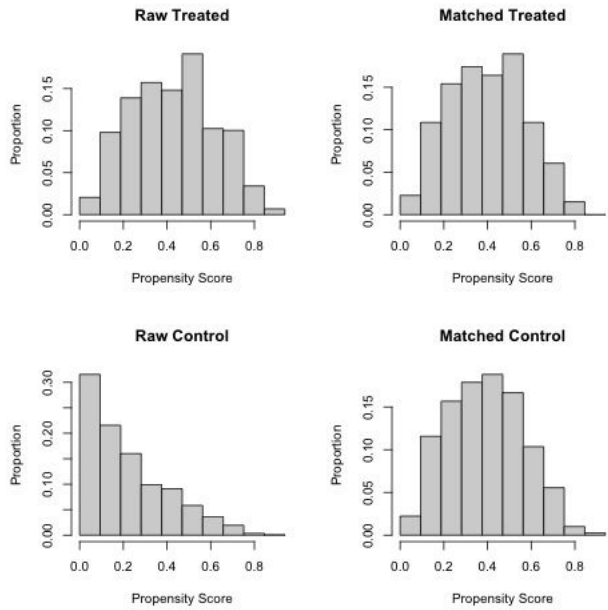 Raw Treated
Proportion
0.15
0.10
0.05
0.00
0.0 0.2 0.4 0.6 0.8
Propensity Score
Matched Treated
Proportion
0.15
0.10
0.05
0.00
0.0 0.2 0.4 0.6 0.8
Propensity Score
Raw Control
Proportion
0.30
0.20
0.10
0.00
0.0 0.2 0.4 0.6 0.8
Propensity Score
Matched Control
Proportion
0.15
0.10
0.05
0.00
0.0 0.2 0.4 0.6 0.8
Propensity Score